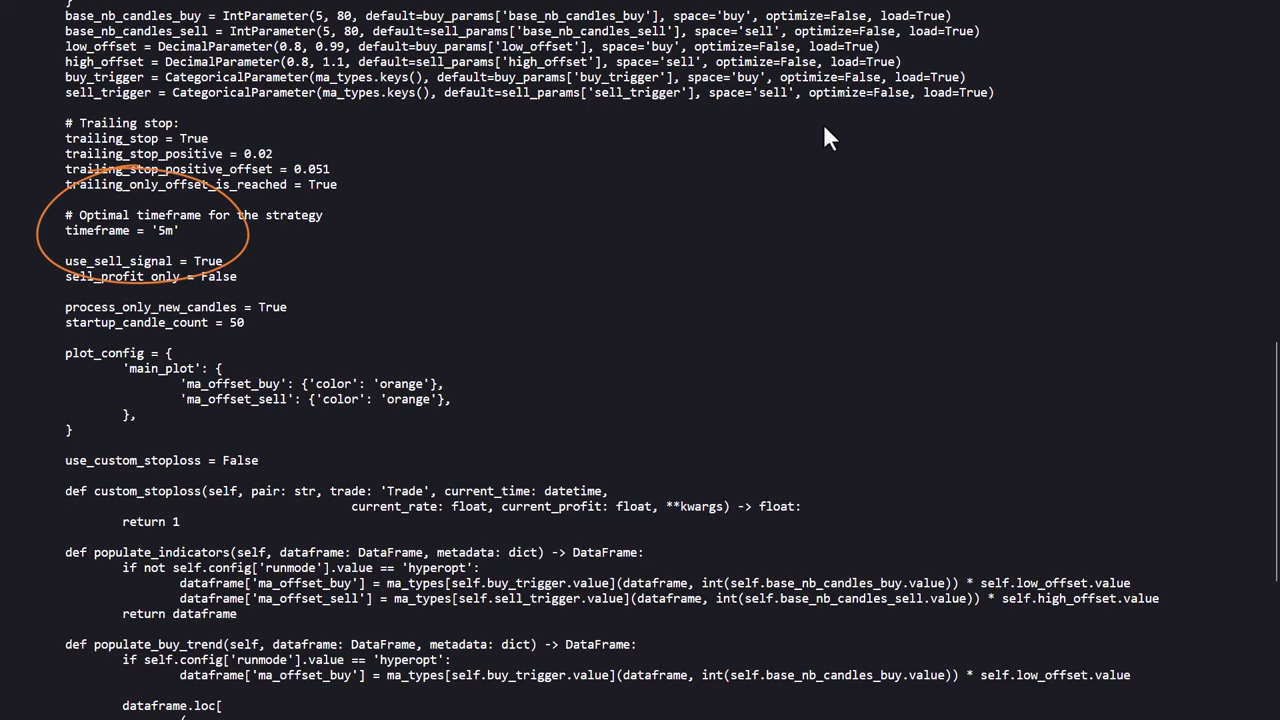 }
base_nb_candles_buy = IntParameter(5, 80, default=buy_params['base_nb_candles_buy'], space='buy', optimize=False, load=True)
base_nb_candles_sell = IntParameter(5, 80, default=sell_params['base_nb_candles_sell'], space='sell', optimize=False, load=True)
low_offset = DecimalParameter(0.8, 0.99, default=buy_params['low_offset'], space='buy', optimize=False, load=True)
high_offset = DecimalParameter(0.8, 1.1, default=sell_params['high_offset'], space='sell', optimize=False, load=True)
buy_trigger = CategoricalParameter(ma_types.keys(), default=buy_params['buy_trigger'], space='buy', optimize=False, load=True)
sell_trigger = CategoricalParameter(ma_types.keys(), default=sell_params['sell_trigger'], space='sell', optimize=False, load=True)
# Trailing stop:
trailing_stop = True
trailing_stop_positive = 0.02
trailing_stop_positive_offset = 0.051
trailing_only_offset_is_reached = True
# Optimal timeframe for the strategy
timeframe = '5m'
use_sell_signal = True
sell_profit_only = False
process_only_new_candles = True
startup_candle_count = 50
plot_config = {
'main_plot': {
'ma_offset_buy': {'color': 'orange'},
'ma_offset_sell': {'color': 'orange'},
},
}
use_custom_stoploss = False
def custom_stoploss(self, pair: str, trade: 'Trade', current_time: datetime,
current_rate: float, current_profit: float, **kwargs) -> float:
return 1
def populate_indicators(self, dataframe: DataFrame, metadata: dict) -> DataFrame:
if not self.config['runmode'].value == 'hyperopt':
dataframe['ma_offset_buy'] = ma_types[self.buy_trigger.value](dataframe, int(self.base_nb_candles_buy.value)) * self.low_offset.value
dataframe['ma_offset_sell'] = ma_types[self.sell_trigger.value](dataframe, int(self.base_nb_candles_sell.value)) * self.high_offset.value
return dataframe
def populate_buy_trend(self, dataframe: DataFrame, metadata: dict) -> DataFrame:
if self.config['runmode'].value == 'hyperopt':
dataframe['ma_offset_buy'] = ma_types[self.buy_trigger.value](dataframe, int(self.base_nb_candles_buy.value)) * self.low_offset.value
dataframe.loc[